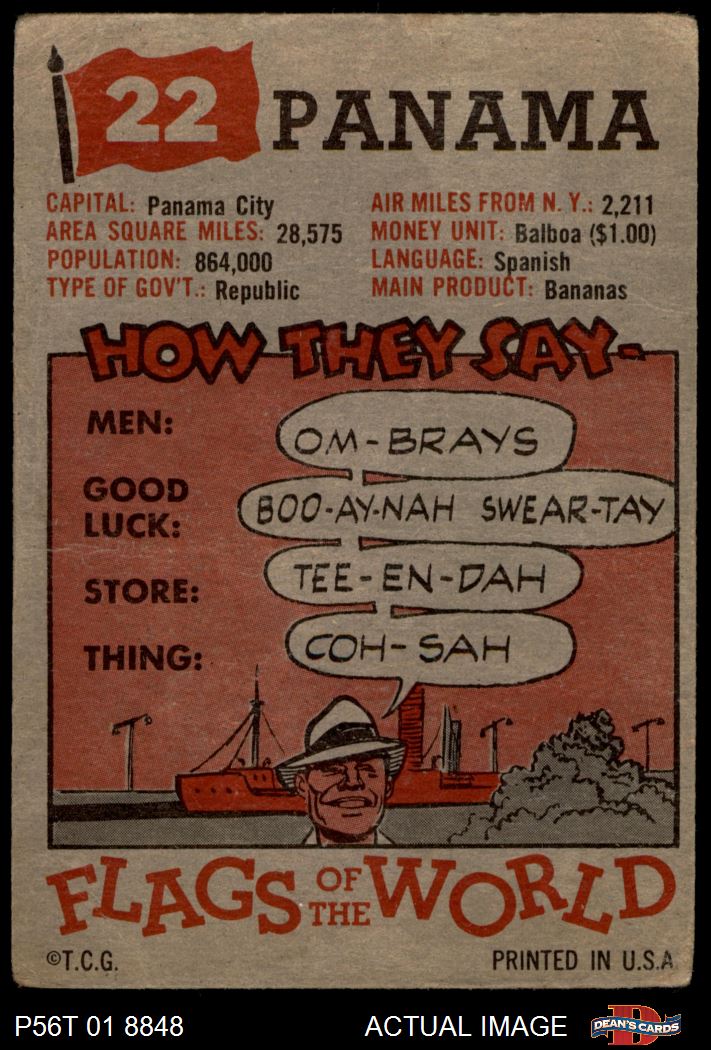 22 PANAMA
CAPITAL: Panama City
AREA SQUARE MILES: 28,575
POPULATION: 864,000
TYPE OF GOV'T.: Republic
AIR MILES FROM N. Y.: 2,211
MONEY UNIT: Balboa ($1.00)
LANGUAGE: Spanish
MAIN PRODUCT: Bananas
HOW THEY SAY-
MEN: OM-BRAYS
GOOD LUCK: BOO-AY-NAH SWEAR-TAY
STORE: TEE-EN-DAH
THING: COH-SAH
FLAGS OF THE WORLD
©T.C.G. PRINTED IN U.S.A
P56T 01 8848 ACTUAL IMAGE D DEAN'S CARDS